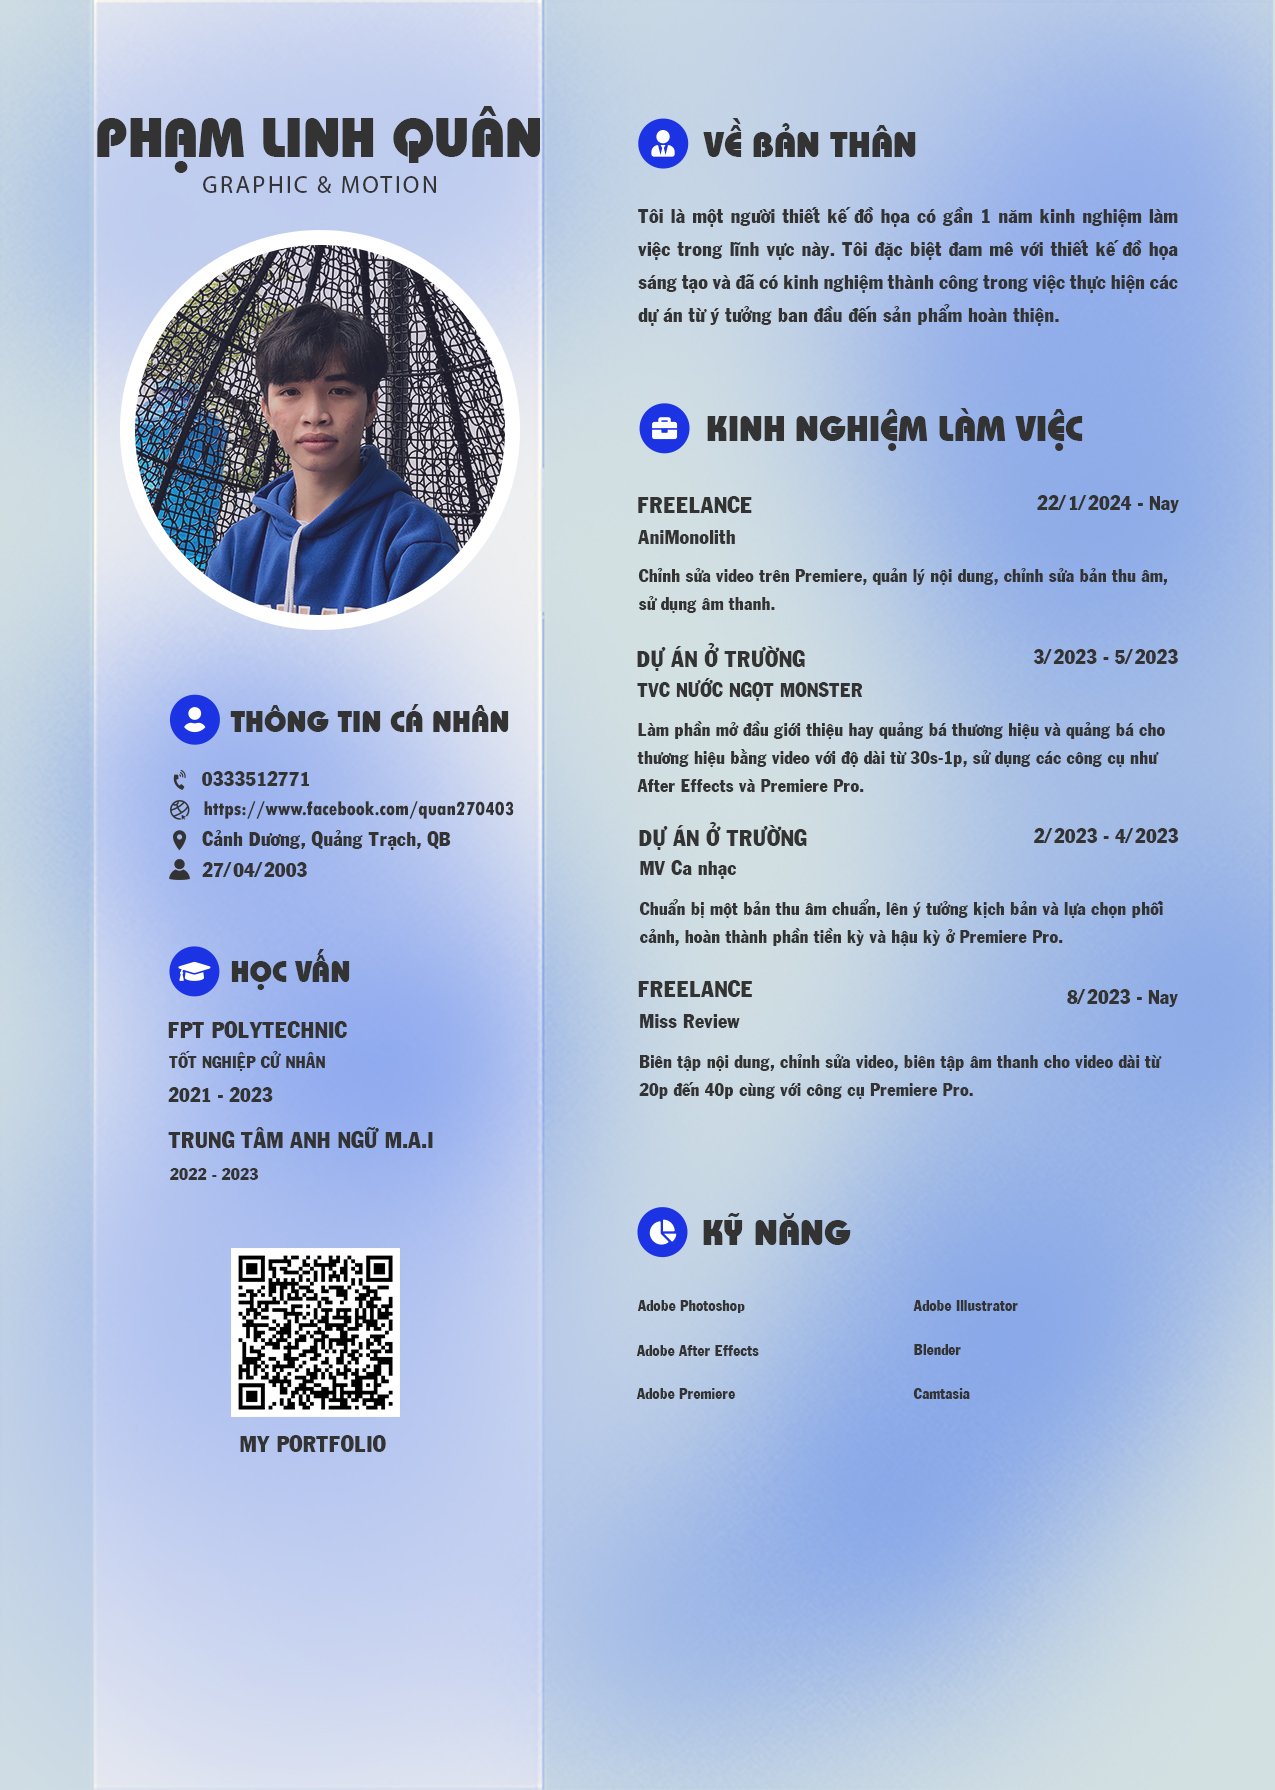 PHẠM LINH QUÂN
GRAPHIC & MOTION
THÔNG TIN CÁ NHÂN
0333512771
https://www.facebook.com/quan270403
Cảnh Dương, Quảng Trạch, QB
27/04/2003
HỌC VẤN
FPT POLYTECHNIC
TỐT NGHIỆP CỬ NHÂN
2021 - 2023
TRUNG TÂM ANH NGỮ M.A.I
2022 - 2023
MY PORTFOLIO
VỀ BẢN THÂN
Tôi là một người thiết kế đồ họa có gần 1 năm kinh nghiệm làm
việc trong lĩnh vực này. Tôi đặc biệt đam mê với thiết kế đồ họa
sáng tạo và đã có kinh nghiệm thành công trong việc thực hiện các
dự án từ ý tưởng ban đầu đến sản phẩm hoàn thiện.
KINH NGHIỆM LÀM VIỆC
FREELANCE
22/1/2024 - Nay
AniMonolith
Chỉnh sửa video trên Premiere, quản lý nội dung, chỉnh sửa bản thu âm,
sử dụng âm thanh.
DỰ ÁN Ở TRƯỜNG
3/2023 - 5/2023
TVC NƯỚC NGỌT MONSTER
Làm phần mở đầu giới thiệu hay quảng bá thương hiệu và quảng bá cho
thương hiệu bằng video với độ dài từ 30s-1p, sử dụng các công cụ như
After Effects và Premiere Pro.
DỰ ÁN Ở TRƯỜNG
2/2023 - 4/2023
MV Ca nhạc
Chuẩn bị một bản thu âm chuẩn, lên ý tưởng kịch bản và lựa chọn phối
cảnh, hoàn thành phần tiền kỳ và hậu kỳ ở Premiere Pro.
FREELANCE
8/2023 - Nay
Miss Review
Biên tập nội dung, chỉnh sửa video, biên tập âm thanh cho video dài từ
20p đến 40p cùng với công cụ Premiere Pro.
KỸ NĂNG
Adobe Photoshop
Adobe Illustrator
Adobe After Effects
Blender
Adobe Premiere
Camtasia